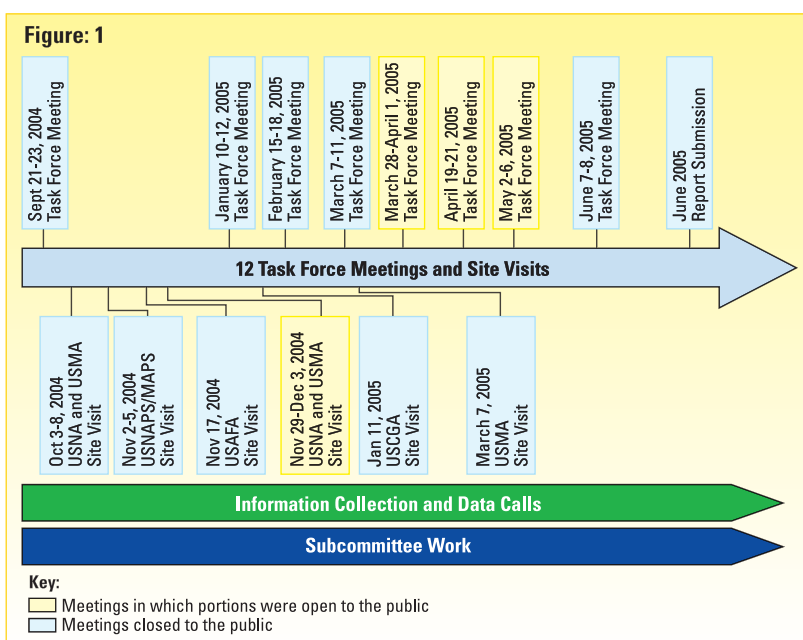 Figure: 1
Sept 21-23, 2004
Task Force Meeting
January 10-12, 2005
Task Force Meeting
February 15-18, 2005
Task Force Meeting
March 7-11, 2005
Task Force Meeting
March 28-April 1, 2005
Task Force Meeting
April 19-21, 2005
Task Force Meeting
May 2-6, 2005
Task Force Meeting
June 7-8, 2005
Task Force Meeting
June 2005
Report Submission
12 Task Force Meetings and Site Visits
Oct 3-8, 2004
USNA and USMA
Site Visit
Nov 2-5, 2004
USNAPS/MAPS
Site Visit
Nov 17, 2004
USAFA
Site Visit
Nov 29-Dec 3, 2004
USNA and USMA
Site Visit
Jan 11, 2005
USCGA
Site Visit
March 7, 2005
USMA
Site Visit
Information Collection and Data Calls
Subcommittee Work
Key:
Meetings in which portions were open to the public
Meetings closed to the public